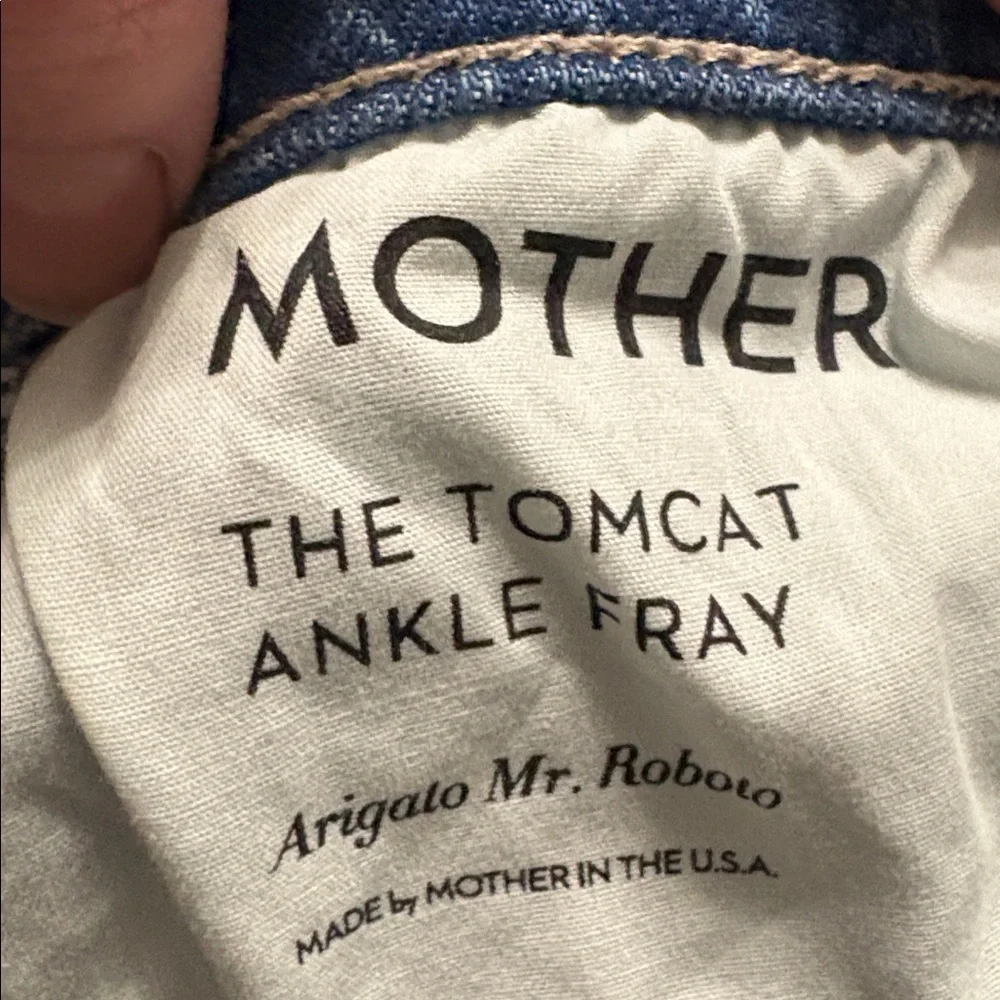 MOTHER
THE TOMCAT
ANKLE FRAY
Arigato Mr. Roboto
MADE by MOTHER IN THE U.S.A.